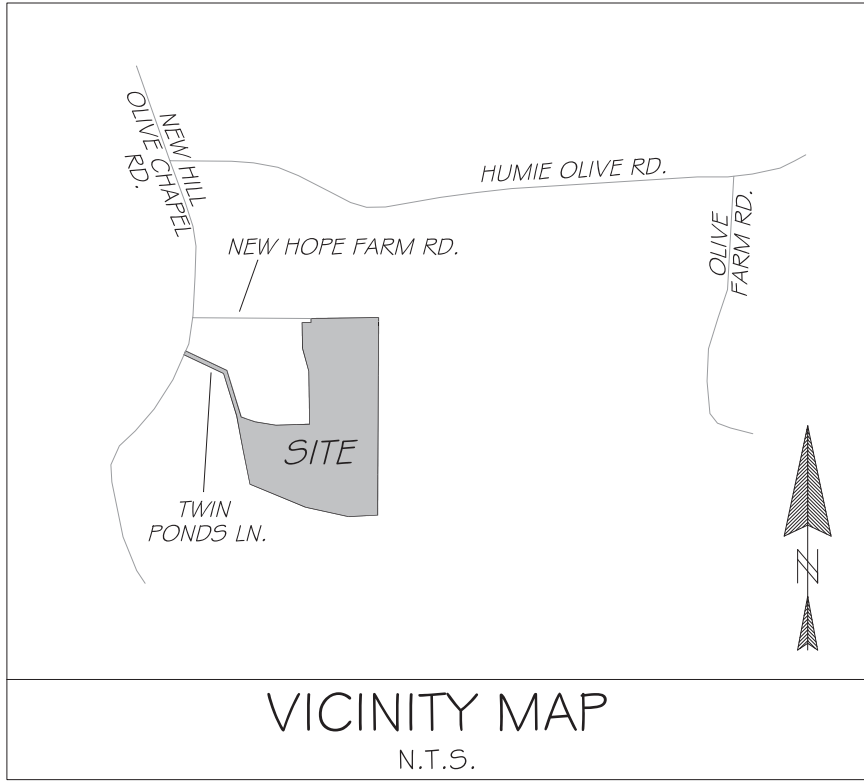 NEW HILL
OLIVE CHAPEL
RD.
HUMIE OLIVE RD.
OLIVE
FARM RD.
NEW HOPE FARM RD.
SITE
TWIN
PONDS LN.
N
VICINITY MAP
N.T.S.